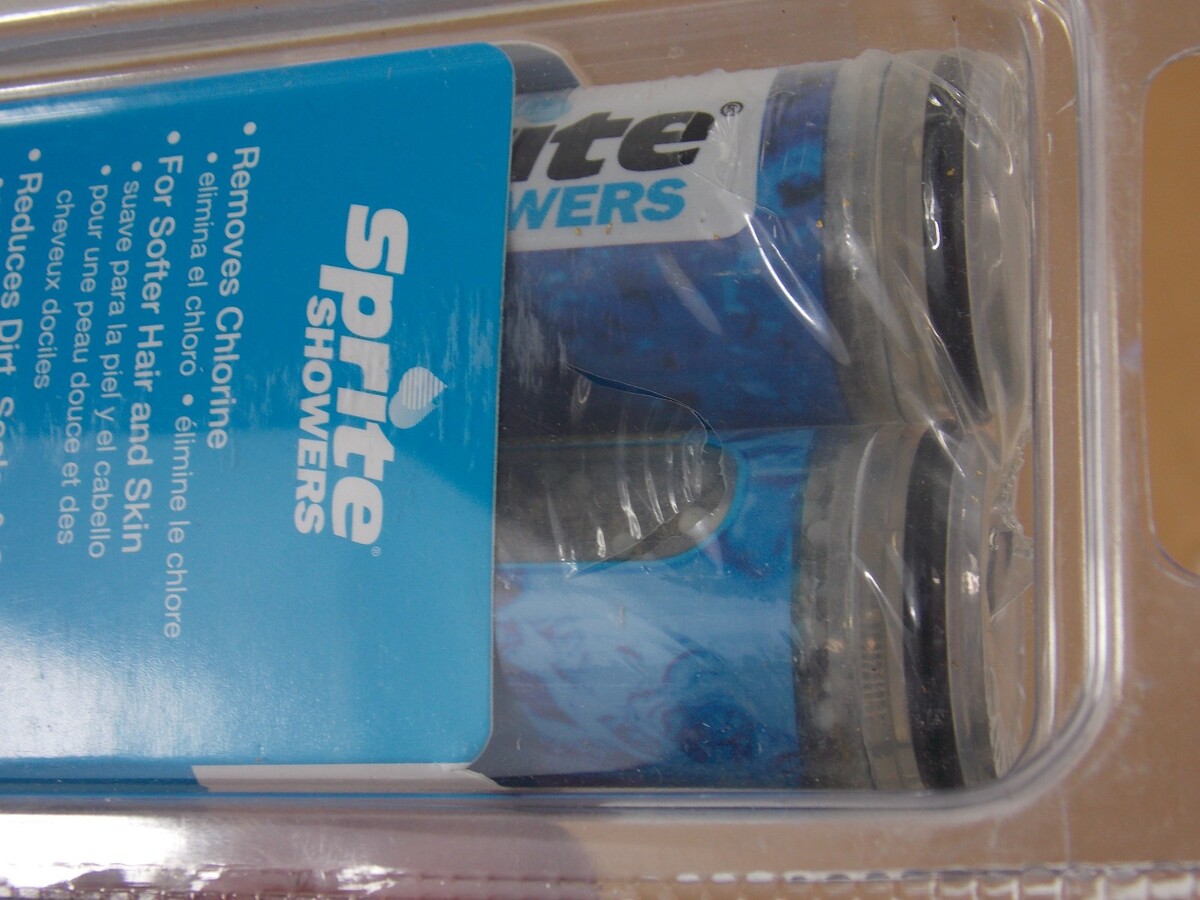 sprite®
SHOWERS
• Removes Chlorine
• elimina el chloro • élimine le chlore
• For Softer Hair and Skin
• suave para la piel y el cabello
• pour une peau douce et des
cheveux dociles
• Reduces Dirt,
ite®
WERS